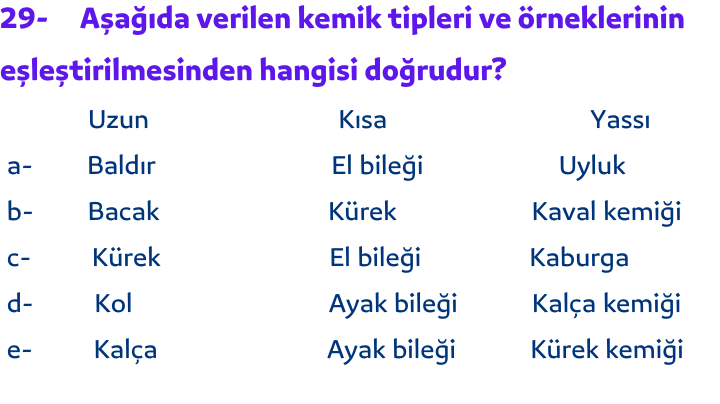 29- Aşağıda verilen kemik tipleri ve örneklerinin
eşleştirilmesinden hangisi doğrudur?
Uzun Kısa Yassı
a- Baldır El bileği Uyluk
b- Bacak Kürek Kaval kemiği
c- Kürek El bileği Kaburga
d- Kol Ayak bileği Kalça kemiği
e- Kalça Ayak bileği Kürek kemiği